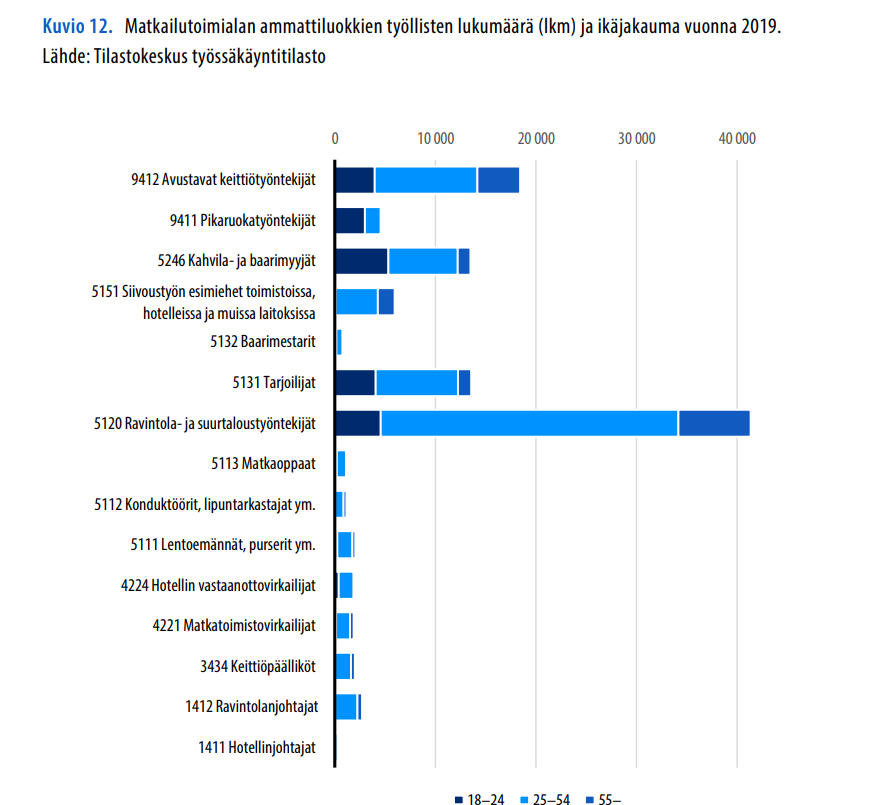 Kuvio 12. Matkailutoimialan ammattiluokkien työllisten lukumäärä (lkm) ja ikäjakauma vuonna 2019.
Lähde: Tilastokeskus työssäkäyntitilasto
0 10 000 20 000 30 000 40 000
9412 Avustavat keittiötyöntekijät
9411 Pikaruokatyöntekijät
5246 Kahvila- ja baarimyyjät
5151 Siivoustyön esimiehet toimistoissa,
hotelleissa ja muissa laitoksissa
5132 Baarimestarit
5131 Tarjoilijat
5120 Ravintola- ja suurtaloustyöntekijät
5113 Matkaoppaat
5112 Konduktöörit, lipuntarkastajat ym.
5111 Lentoemännät, purserit ym.
4224 Hotellin vastaanottovirkailijat
4221 Matkatoimistovirkailijat
3434 Keittiöpäälliköt
1412 Ravintolanjohtajat
1411 Hotellinjohtajat
18–24 25–54 55–